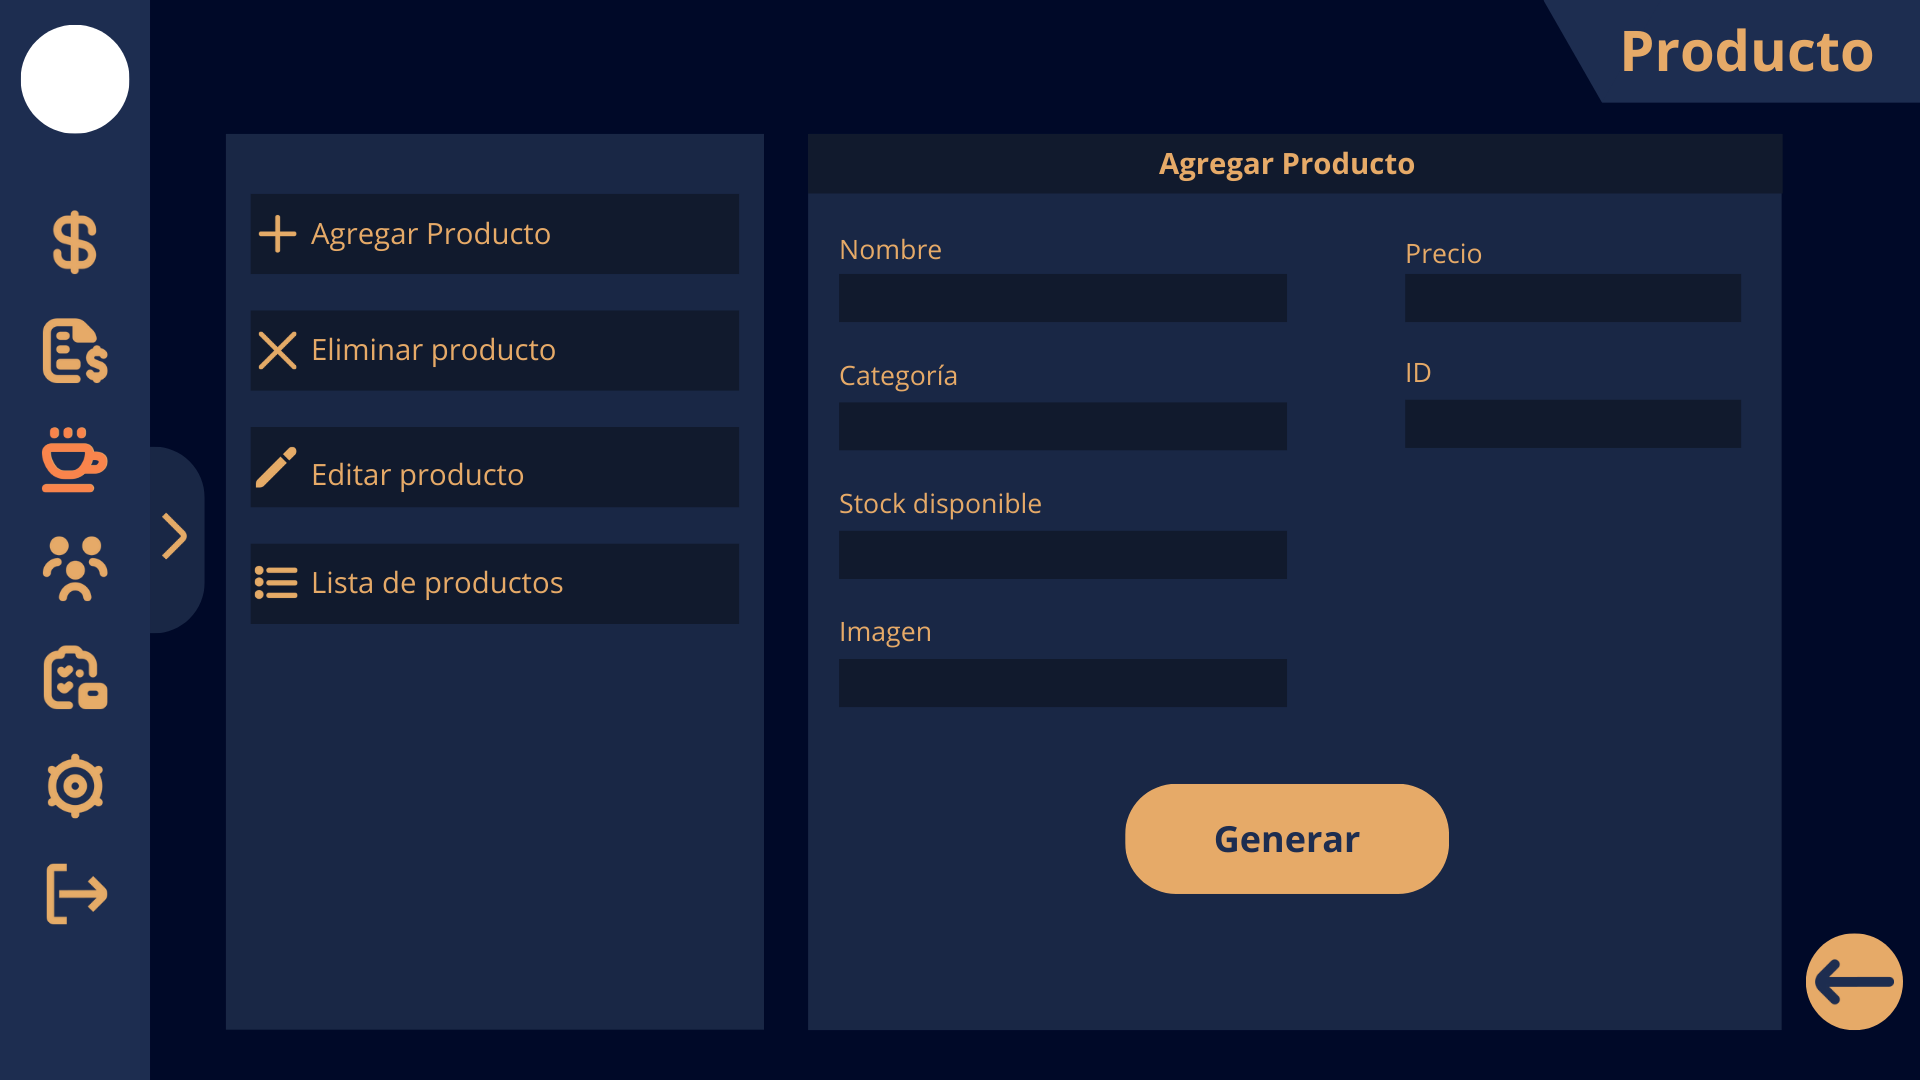 Producto
Agregar Producto
Eliminar producto
Editar producto
Lista de productos
Agregar Producto
Nombre
Precio
Categoría
ID
Stock disponible
Imagen
Generar